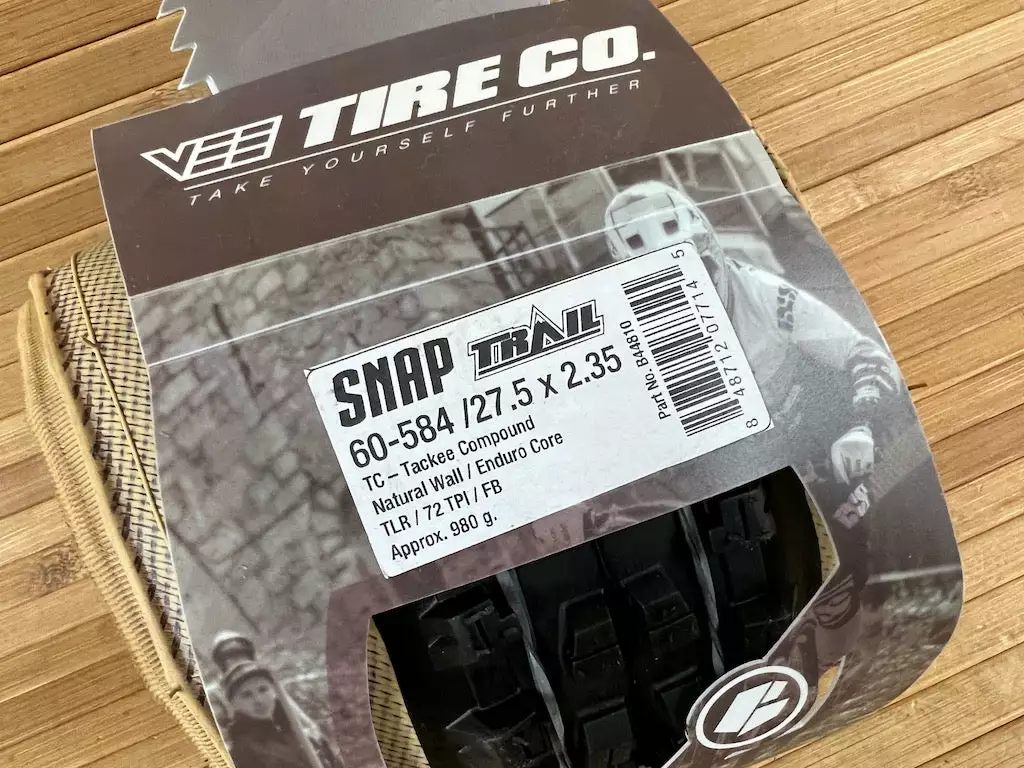 VEE TIRE CO.
TAKE YOURSELF FURTHER
SNAP TRAIL
60-584 /27.5 x 2.35
TC – Tackee Compound
Natural Wall / Enduro Core
TLR / 72 TPI / FB
Approx. 980 g.
Part No. B44810
8 48712 07714 5